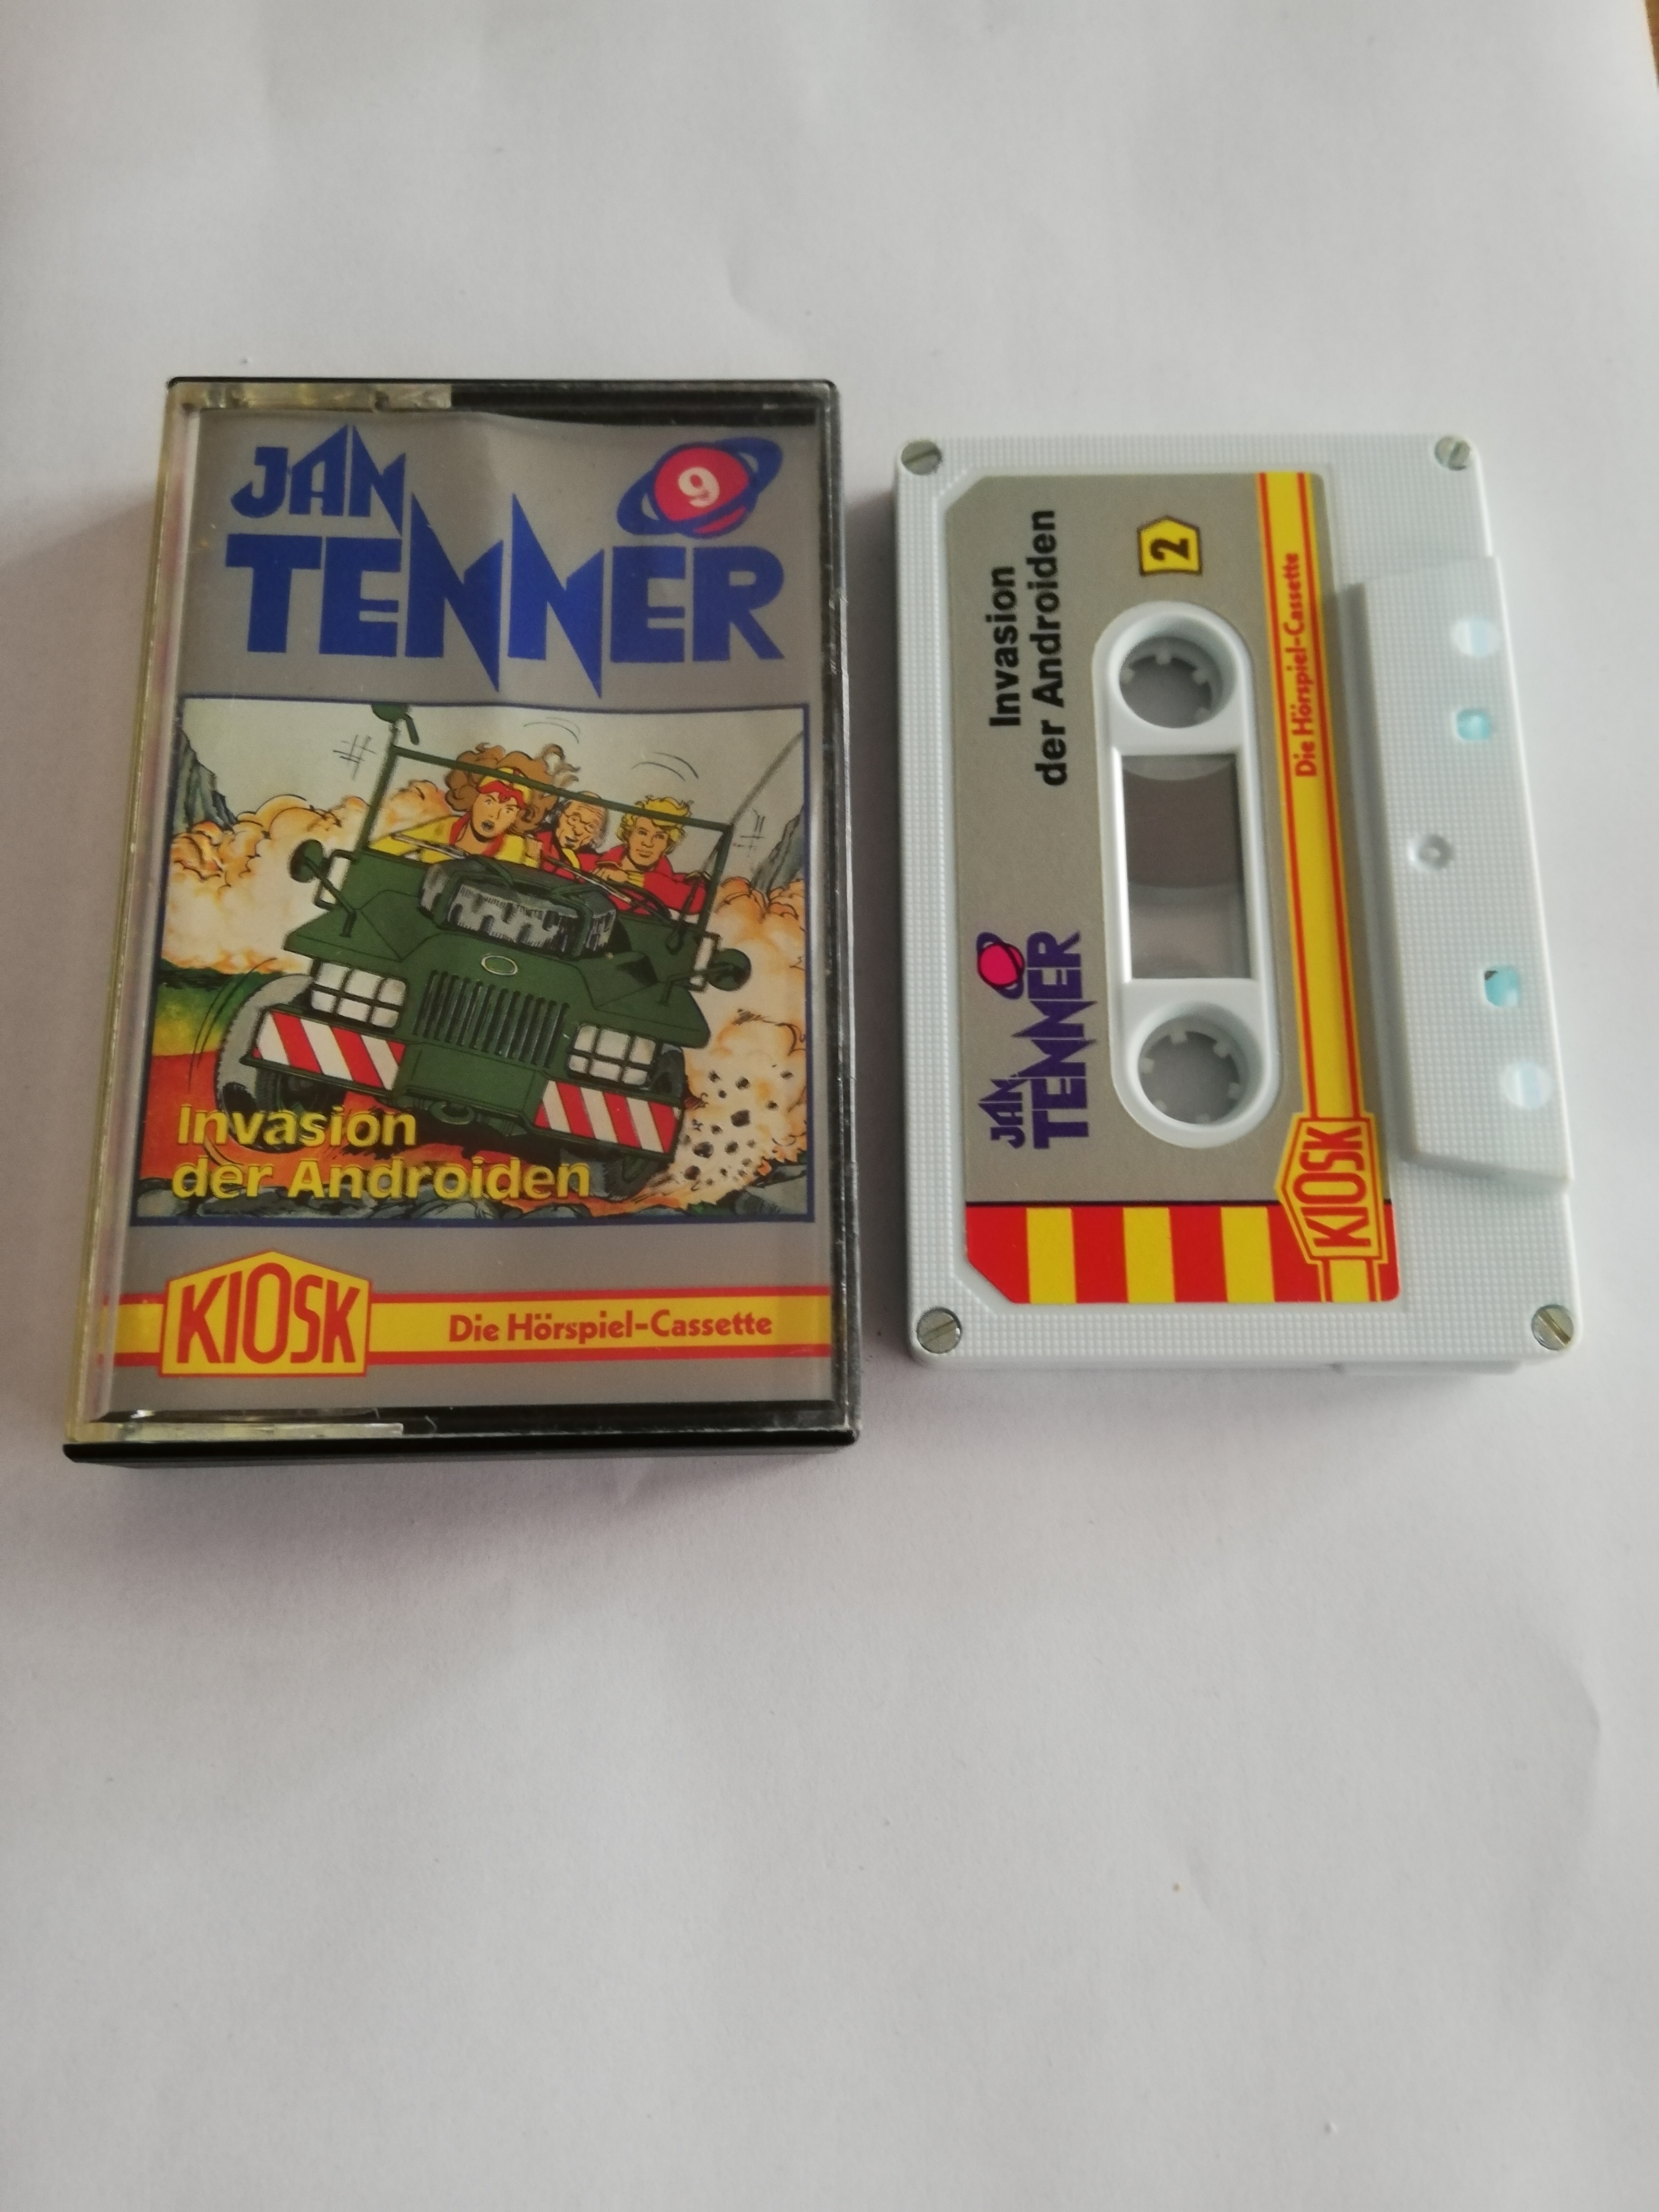 JAN
TENNER
9
Invasion
der Androiden
KIOSK
Die Hörspiel-Cassette
Invasion
der Androiden
2
JAN
TENNER
Die Hörspiel-Cassette
KIOSK